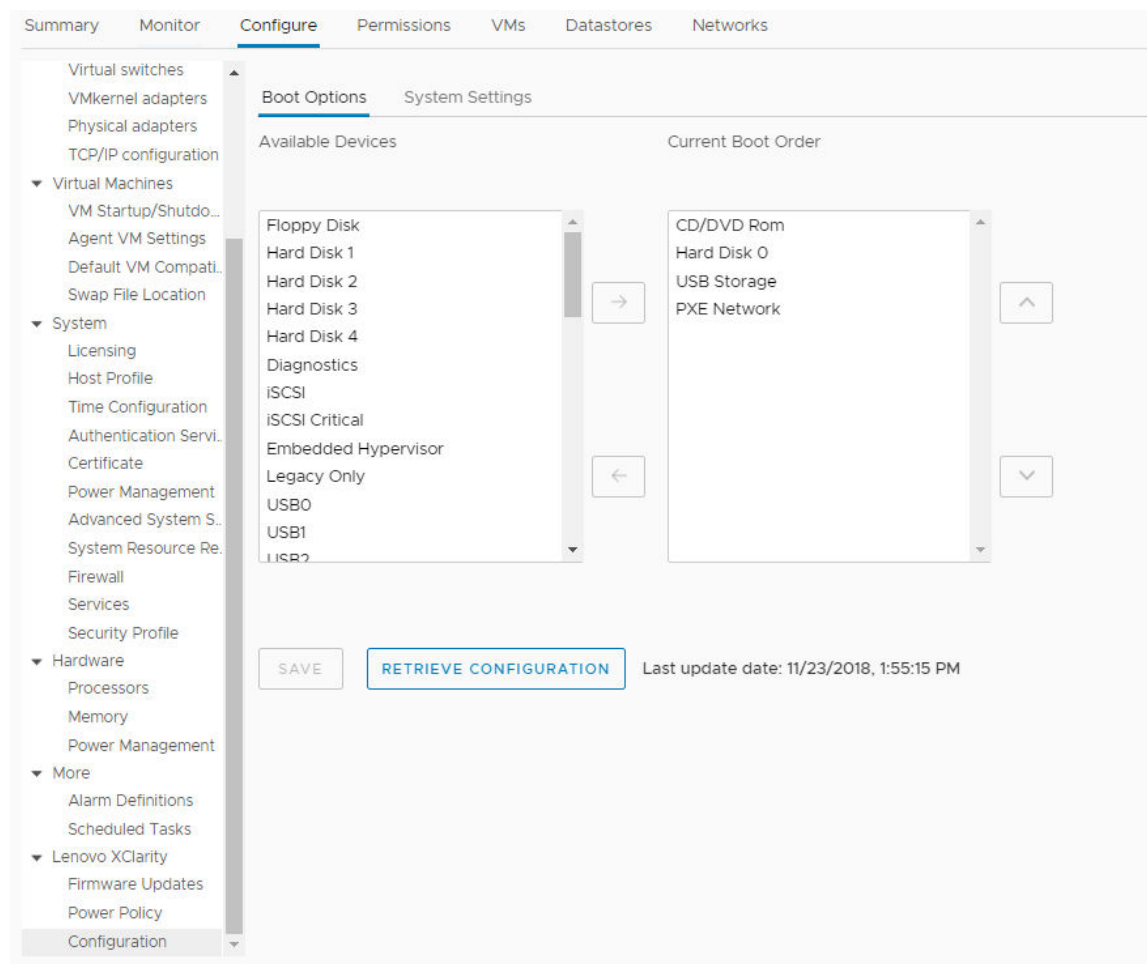 Summary Monitor Configure Permissions VMs Datastores Networks
Virtual switches
VMkernel adapters
Physical adapters
TCP/IP configuration
Virtual Machines
VM Startup/Shutdo...
Agent VM Settings
Default VM Compati..
Swap File Location
System
Licensing
Host Profile
Time Configuration
Authentication Servi..
Certificate
Power Management
Advanced System S..
System Resource Re.
Firewall
Services
Security Profile
Hardware
Processors
Memory
Power Management
More
Alarm Definitions
Scheduled Tasks
Lenovo XClarity
Firmware Updates
Power Policy
Configuration
Boot Options System Settings
Available Devices
Floppy Disk
Hard Disk 1
Hard Disk 2
Hard Disk 3
Hard Disk 4
Diagnostics
iSCSI
iSCSI Critical
Embedded Hypervisor
Legacy Only
USB0
USB1
USB2
Current Boot Order
CD/DVD Rom
Hard Disk 0
USB Storage
PXE Network
SAVE RETRIEVE CONFIGURATION Last update date: 11/23/2018, 1:55:15 PM